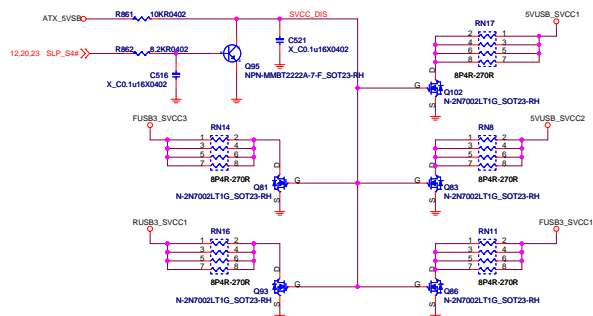 ATX_5VSB R861 10KR0402 SVCC_DIS
12,20,23 SLP_S4# R862 8.2KR0402
C516
X_C0.1u16X0402
Q95
NPN-MMBT2222A-7-F_SOT23-RH
C521
X_C0.1u16X0402
5VUSB_SVCC1
RN17
2 1
4 3
6 5
8 7
8P4R-270R
D
G
S
Q102
N-2N7002LT1G_SOT23-RH
FUSB3_SVCC3
RN14
1 2
3 4
5 6
7 8
8P4R-270R
D
G
S
Q81
N-2N7002LT1G_SOT23-RH
5VUSB_SVCC2
RN8
2 1
4 3
6 5
8 7
8P4R-270R
D
G
S
Q83
N-2N7002LT1G_SOT23-RH
RUSB3_SVCC1
RN16
1 2
3 4
5 6
7 8
8P4R-270R
D
G
S
Q93
N-2N7002LT1G_SOT23-RH
FUSB3_SVCC1
RN11
2 1
4 3
6 5
8 7
8P4R-270R
D
G
S
Q86
N-2N7002LT1G_SOT23-RH